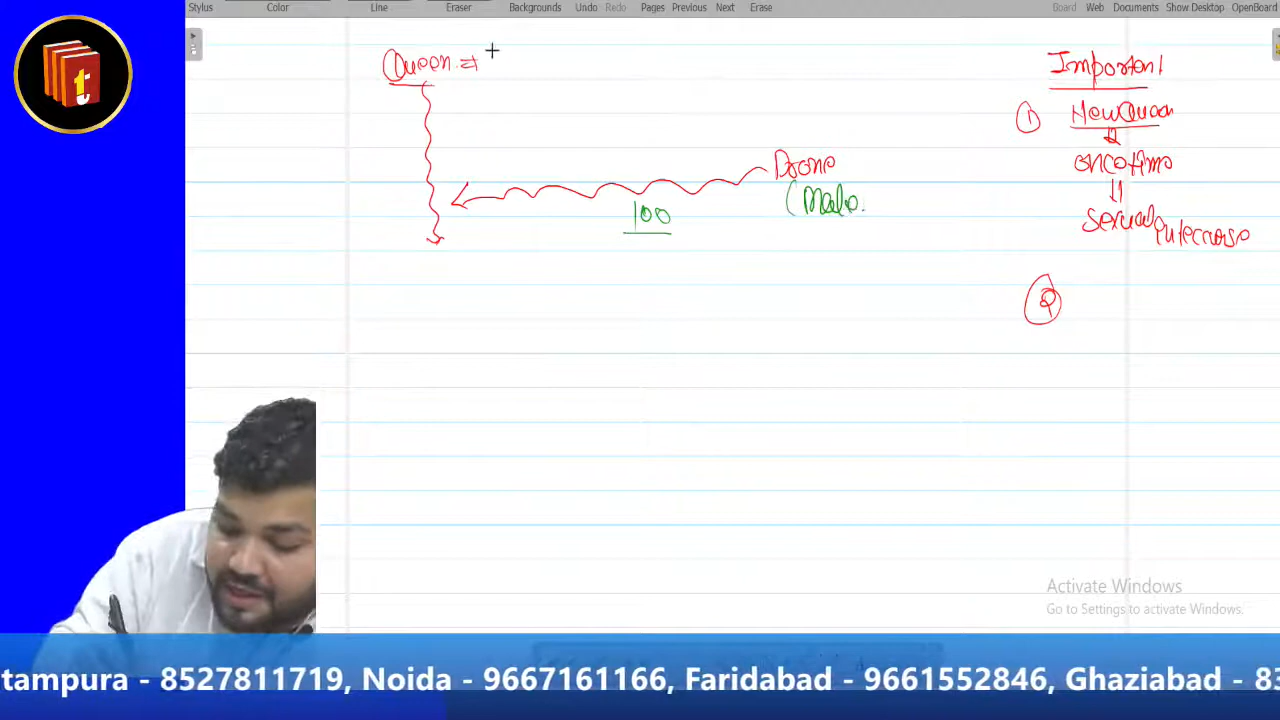 Stylus Color Line Eraser Backgrounds Undo Redo Pages Previous Next Erase Board Web Documents Show Desktop OpenBoard
t
Queen ⇒
Important
① New Queen
Drone
one time
(Male.
100
sexual
②
Activate Windows
Go to Settings to activate Windows.
tampura - 8527811719, Noida - 9667161166, Faridabad - 9661552846, Ghaziabad - 83